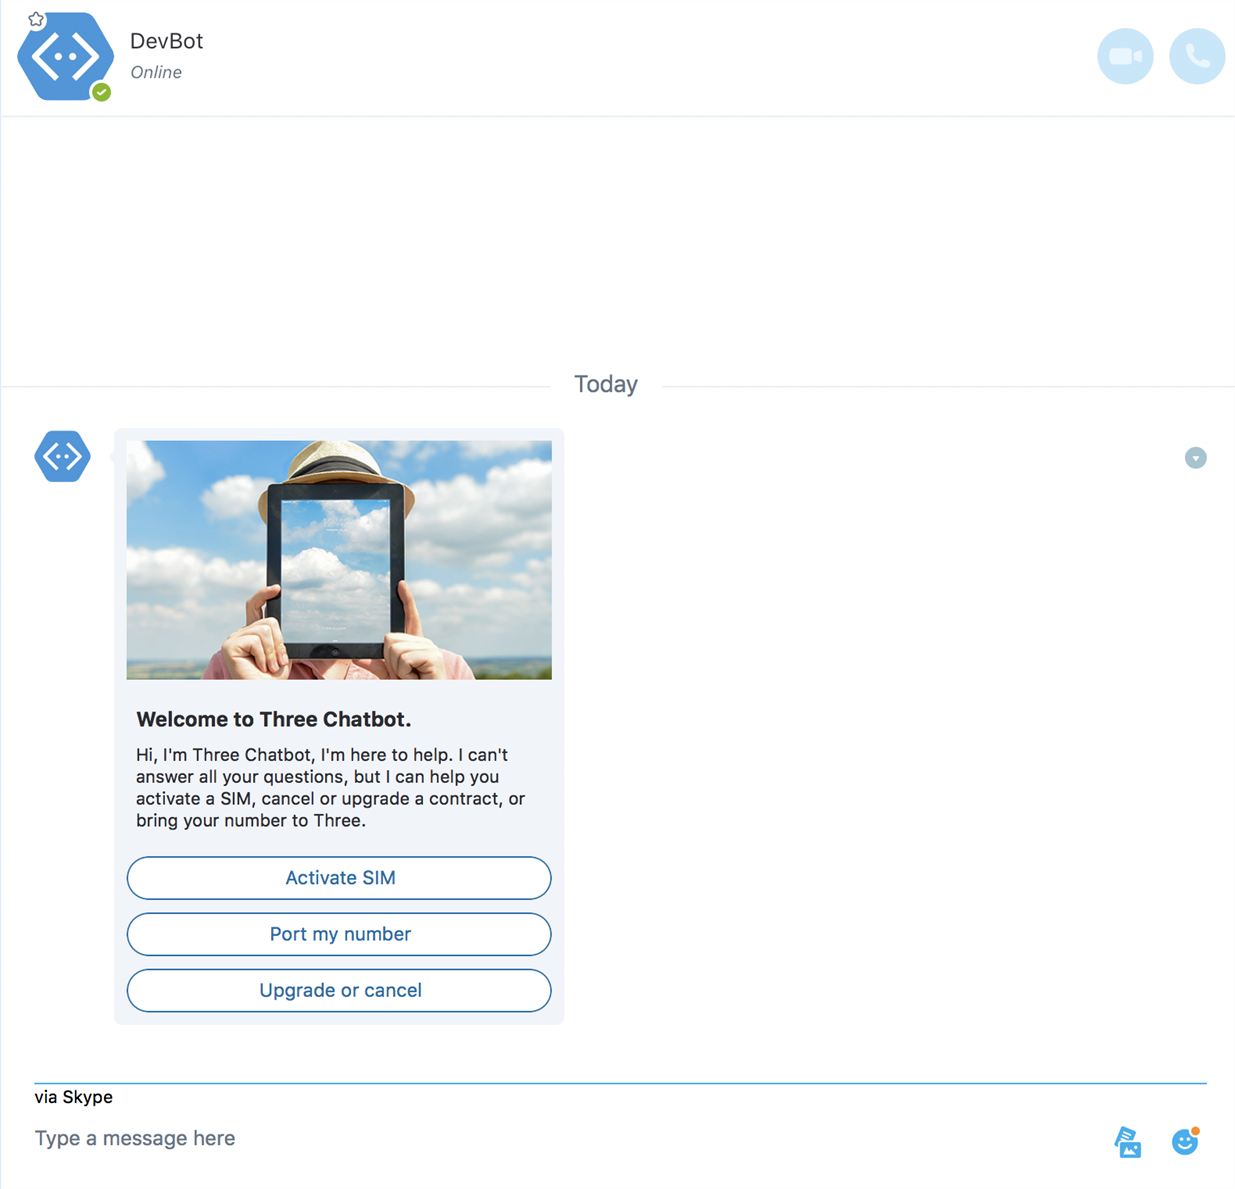 DevBot
Online
Today
Welcome to Three Chatbot.
Hi, I'm Three Chatbot, I'm here to help. I can't
answer all your questions, but I can help you
activate a SIM, cancel or upgrade a contract, or
bring your number to Three.
Activate SIM
Port my number
Upgrade or cancel
via Skype
Type a message here